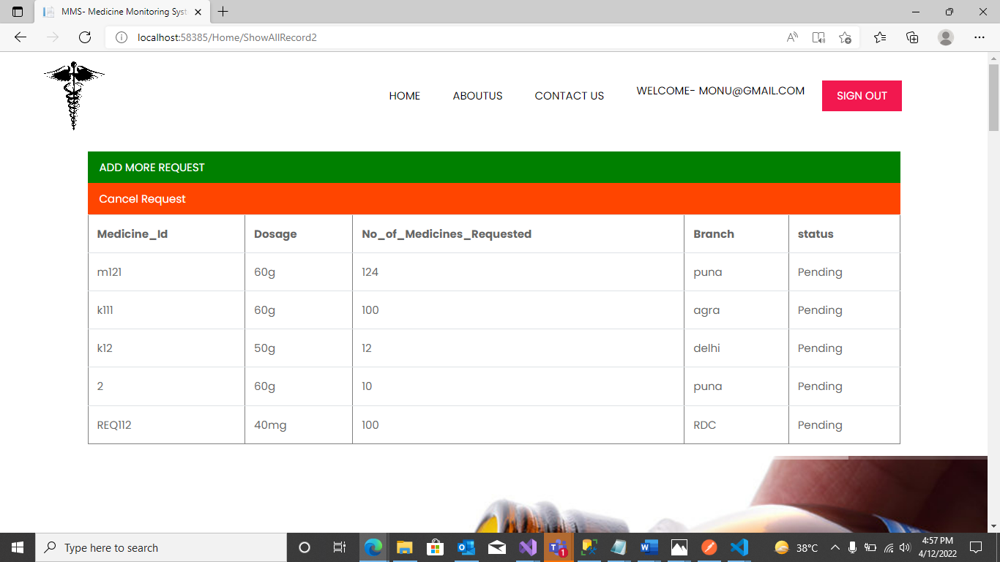 MMS- Medicine Monitoring Syst
localhost:58385/Home/ShowAllRecord2
HOME ABOUTUS CONTACT US WELCOME- MONU@GMAIL.COM SIGN OUT
ADD MORE REQUEST
Cancel Request
Medicine_Id Dosage No_of_Medicines_Requested Branch status
m121 60g 124 puna Pending
k111 60g 100 agra Pending
k12 50g 12 delhi Pending
2 60g 10 puna Pending
REQ112 40mg 100 RDC Pending
Type here to search 38°C 4:57 PM
4/12/2022